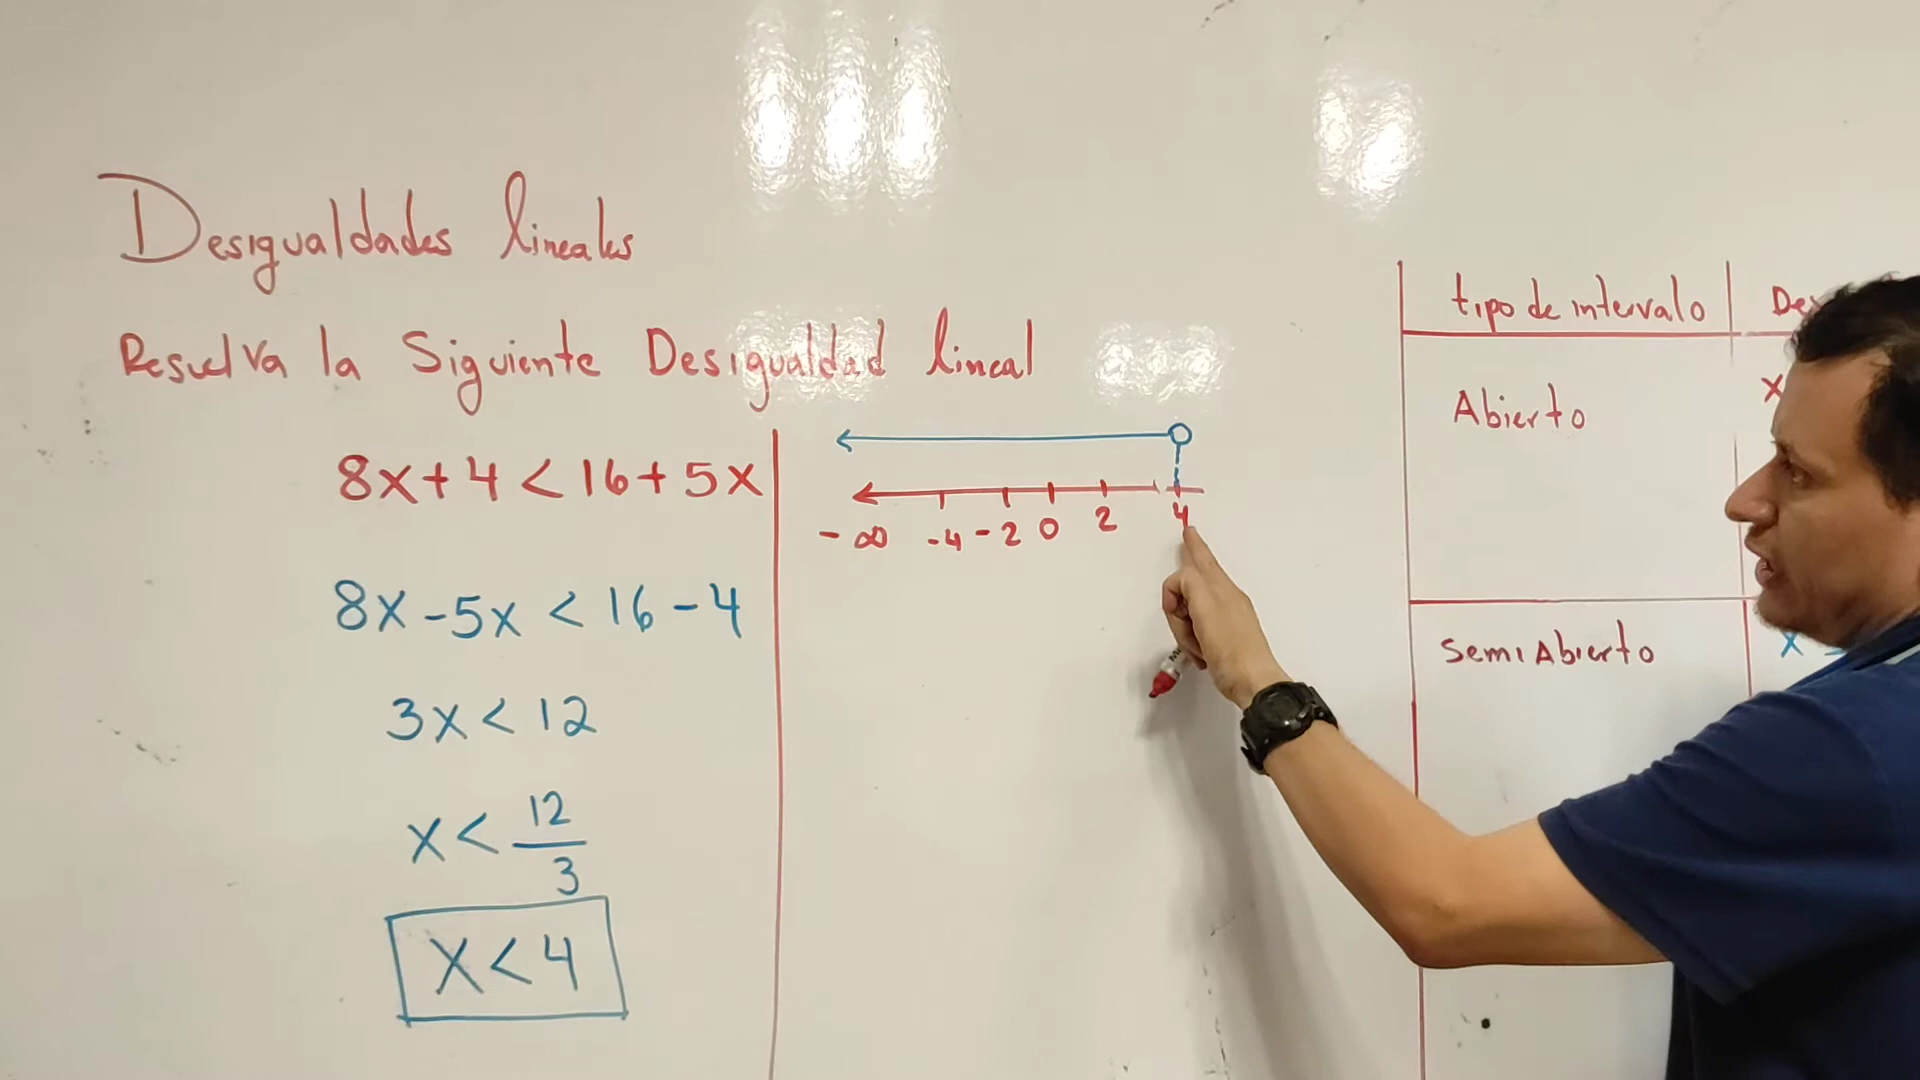 Desigualdades lineales
Resuelva la Siguiente Desigualdad lineal
8x+4<16+5x
8x-5x<16-4
3x<12
x<12/3
x<4
-∞ -4 -2 0 2 4
tipo de intervalo
Abierto
x
Semi Abierto
x